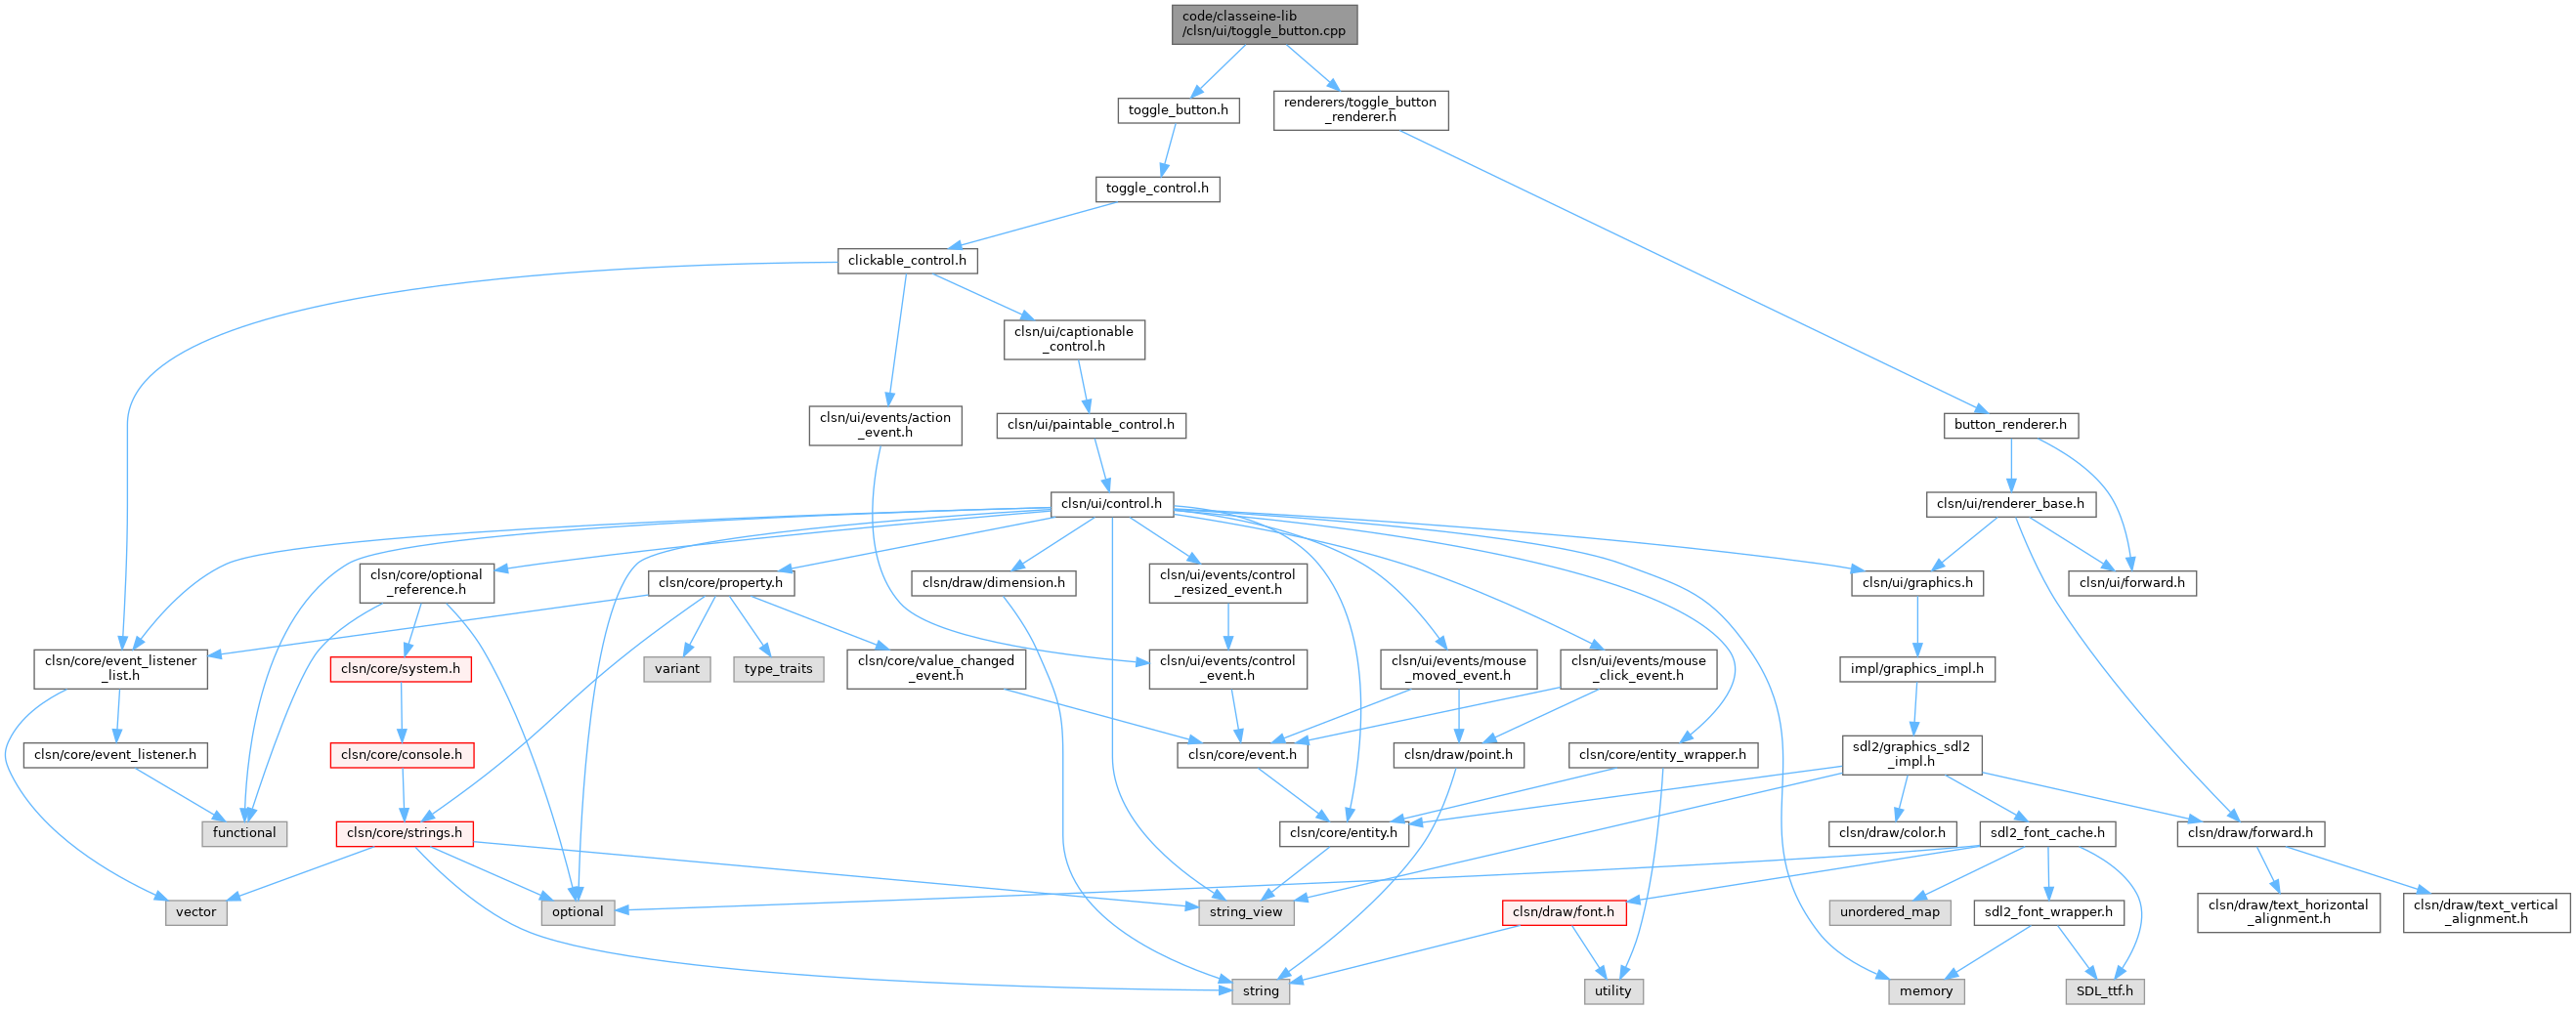 code/classeine-lib
/clsn/ui/toggle_button.cpp
toggle_button.h
renderers/toggle_button
_renderer.h
toggle_control.h
clickable_control.h
clsn/ui/captionable
_control.h
clsn/ui/events/action
_event.h
clsn/ui/paintable_control.h
button_renderer.h
clsn/ui/control.h
clsn/ui/renderer_base.h
clsn/core/optional
_reference.h
clsn/core/property.h
clsn/draw/dimension.h
clsn/ui/events/control
_resized_event.h
clsn/ui/graphics.h
clsn/ui/forward.h
clsn/core/event_listener
_list.h
clsn/core/system.h
variant
type_traits
clsn/core/value_changed
_event.h
clsn/ui/events/control
_event.h
clsn/ui/events/mouse
_moved_event.h
clsn/ui/events/mouse
_click_event.h
impl/graphics_impl.h
clsn/core/event_listener.h
clsn/core/console.h
clsn/core/event.h
clsn/draw/point.h
clsn/core/entity_wrapper.h
sdl2/graphics_sdl2
_impl.h
functional
clsn/core/strings.h
clsn/core/entity.h
clsn/draw/color.h
sdl2_font_cache.h
clsn/draw/forward.h
vector
optional
string_view
clsn/draw/font.h
unordered_map
sdl2_font_wrapper.h
clsn/draw/text_horizontal
_alignment.h
clsn/draw/text_vertical
_alignment.h
string
utility
memory
SDL_ttf.h